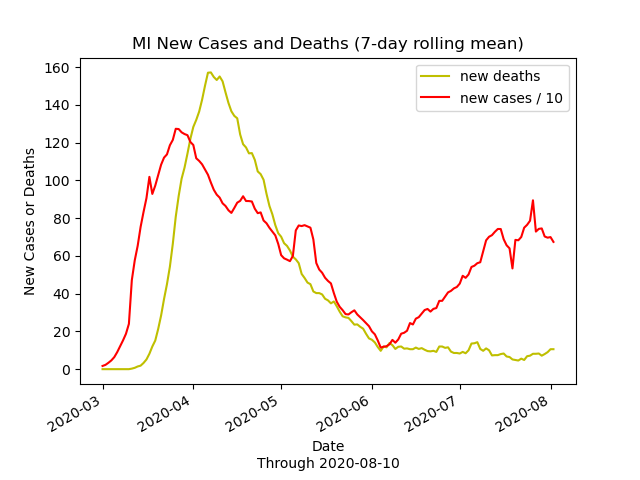 MI New Cases and Deaths (7-day rolling mean)
new deaths
new cases / 10
160
140
120
100
80
60
40
20
0
New Cases or Deaths
2020-03
2020-04
2020-05
2020-06
2020-07
2020-08
Date
Through 2020-08-10